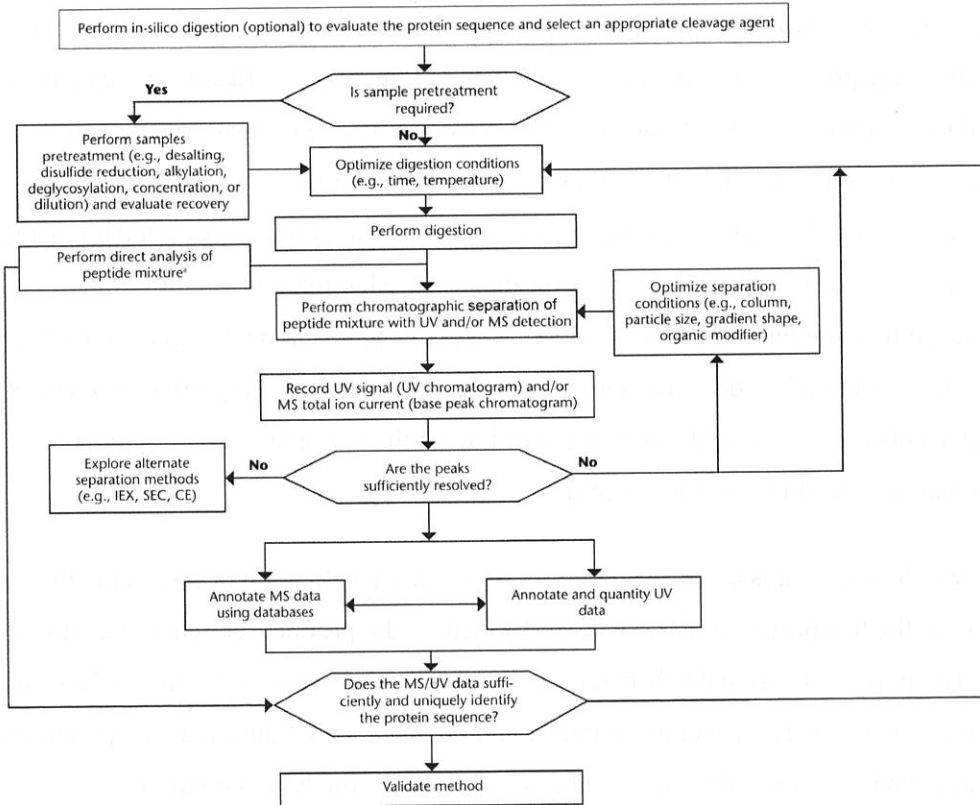 Perform in-silico digestion (optional) to evaluate the protein sequence and select an appropriate cleavage agent
Yes
Is sample pretreatment
required?
No
Perform samples
pretreatment (e.g., desalting,
disulfide reduction, alkylation,
deglycosylation, concentration, or
dilution) and evaluate recovery
Optimize digestion conditions
(e.g., time, temperature)
Perform digestion
Perform direct analysis of
peptide mixtureª
Perform chromatographic separation of
peptide mixture with UV and/or MS detection
Optimize separation
conditions (e.g., column,
particle size, gradient shape,
organic modifier)
Record UV signal (UV chromatogram) and/or
MS total ion current (base peak chromatogram)
Explore alternate
separation methods
(e.g., IEX, SEC, CE)
No
Are the peaks
sufficiently resolved?
No
Annotate MS data
using databases
Annotate and quantity UV
data
Does the MS/UV data suffi-
ciently and uniquely identify
the protein sequence?
Validate method